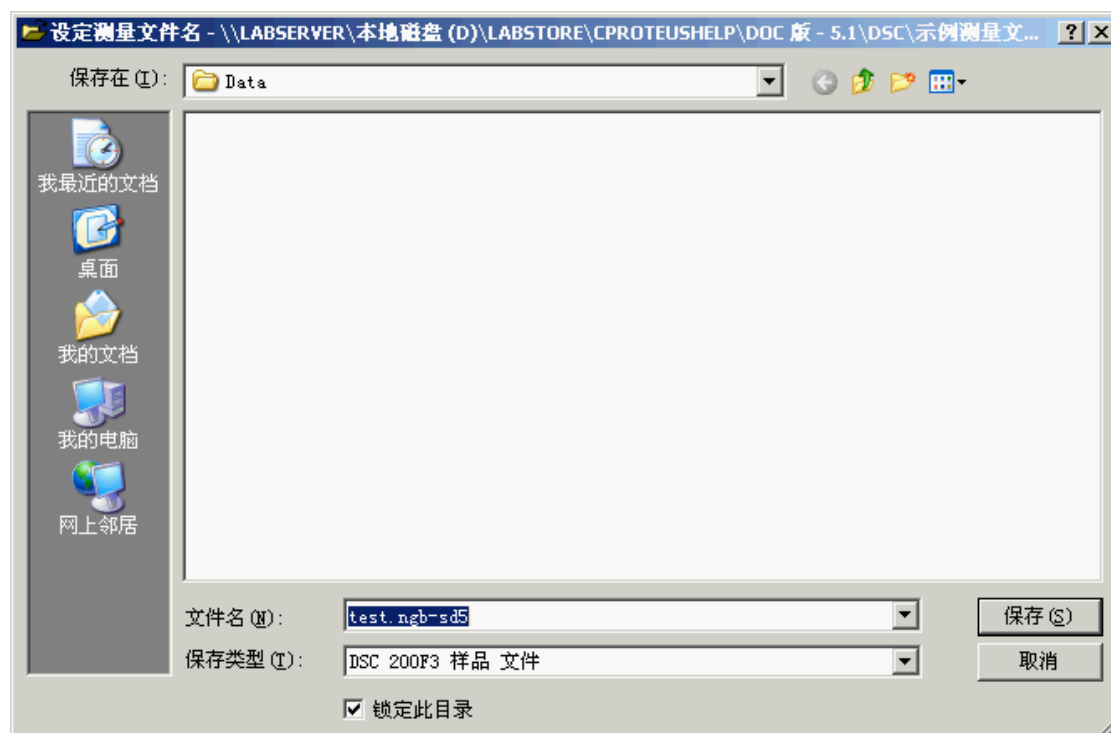 设定测量文件名 - \\LABSERVER\本地磁盘 (D)\LABSTORE\CPROTEUSHELP\DOC 版 - 5.1\DSC\示例测量文...
保存在(I):
Data
我最近的文档
桌面
我的文档
我的电脑
网上邻居
文件名(N):
test.ngb-sd5
保存(S)
保存类型(T):
DSC 200F3 样品 文件
取消
锁定此目录